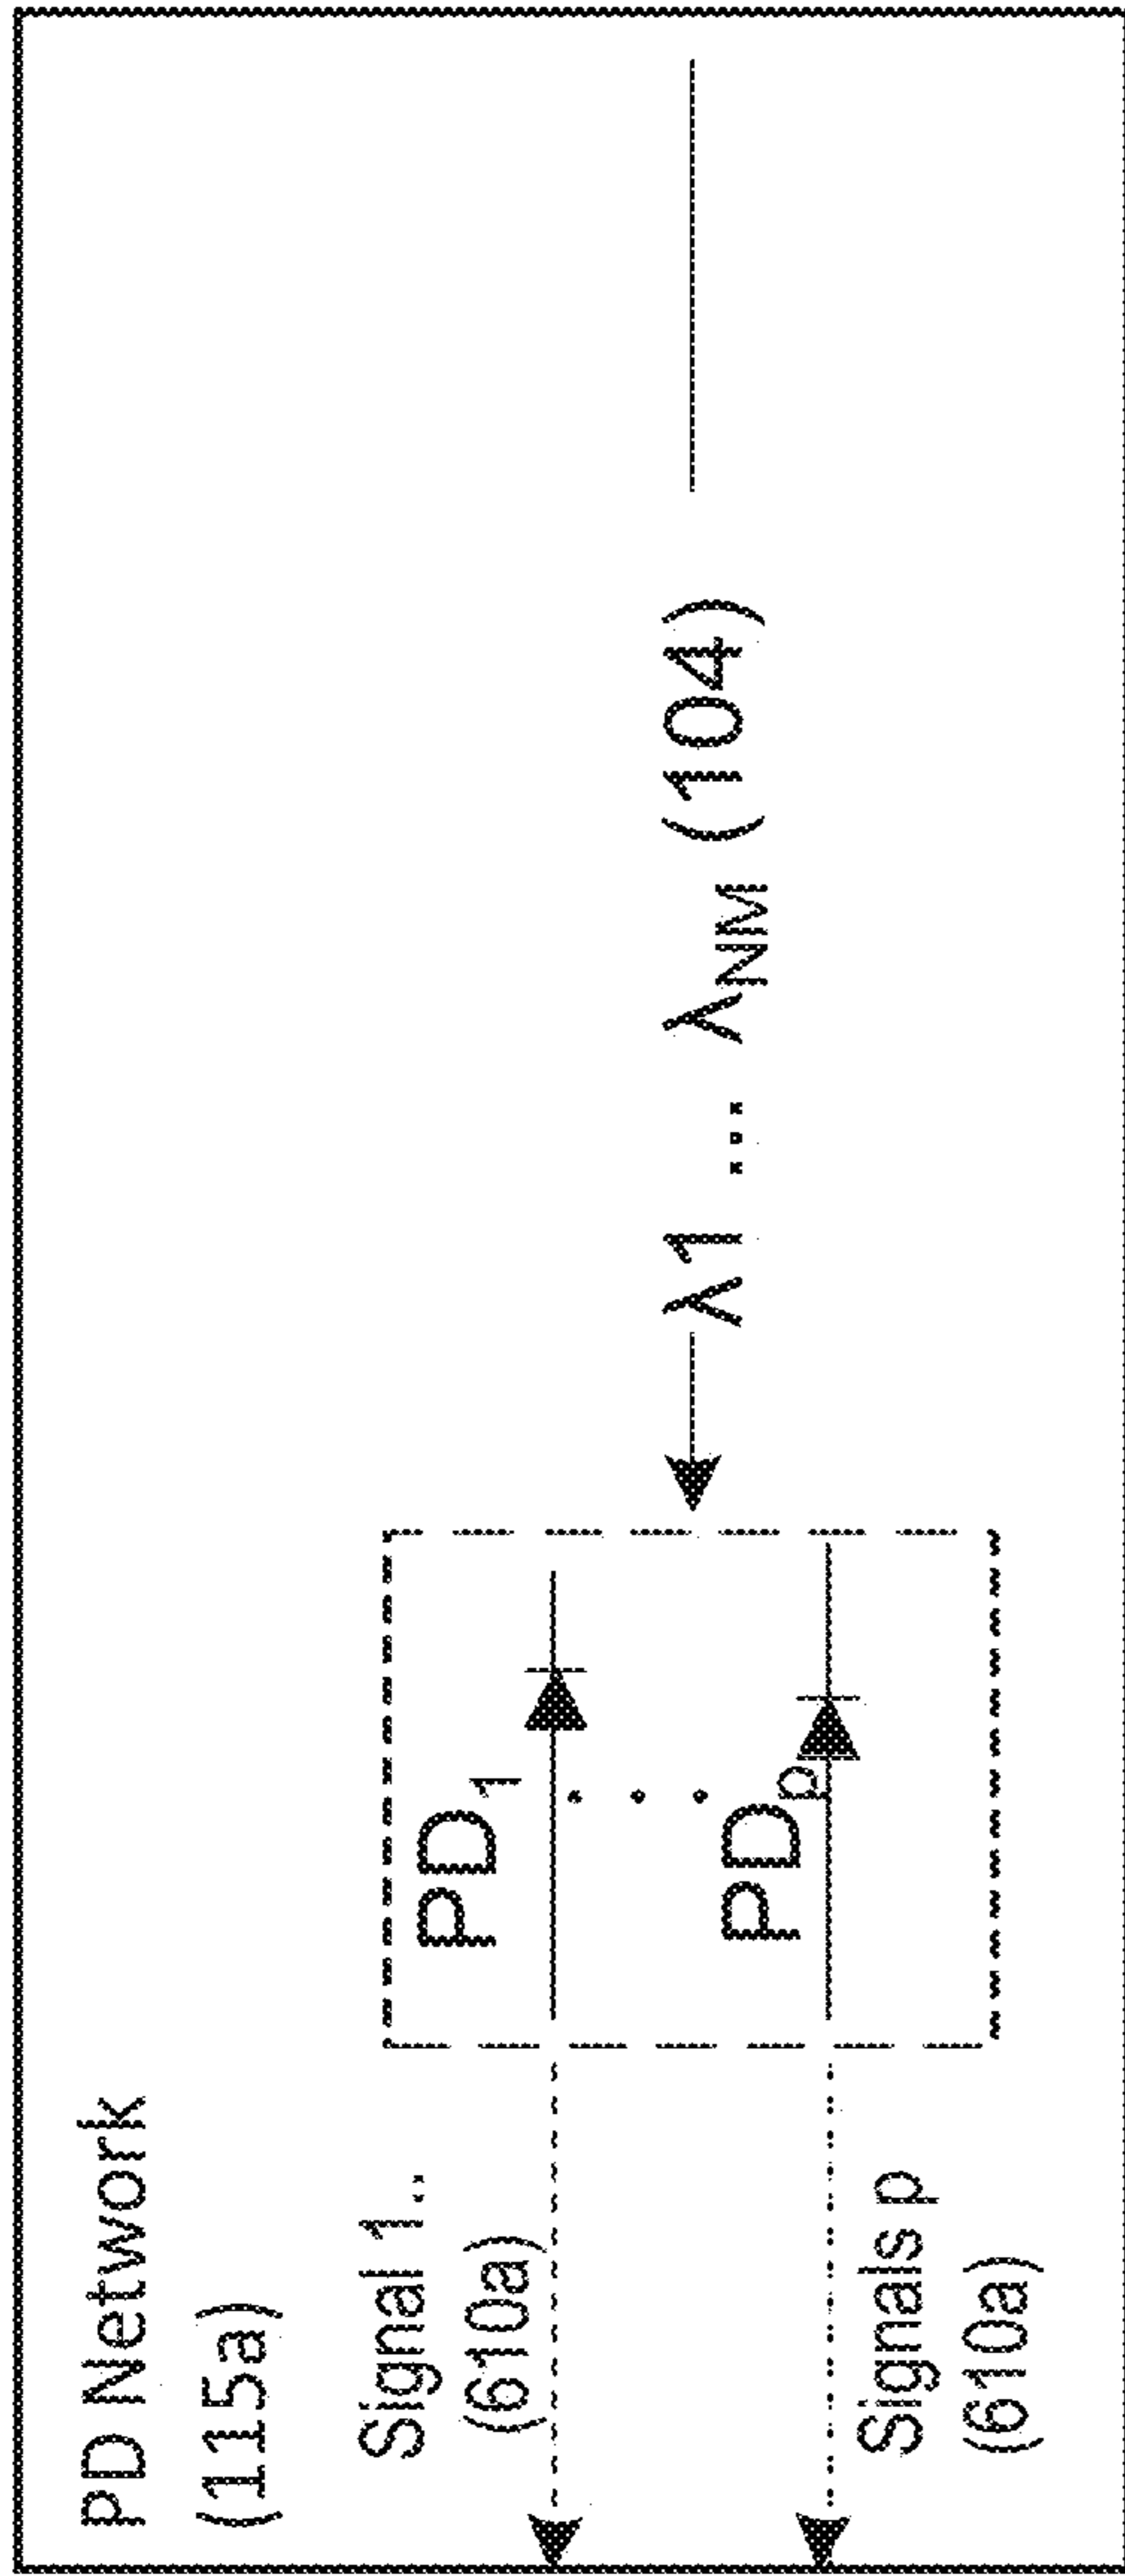 PD Network
(115a)
Signal 1..
(610a)
PD1
PDp
Signals p
(610a)
λ1 ... λNM (104)